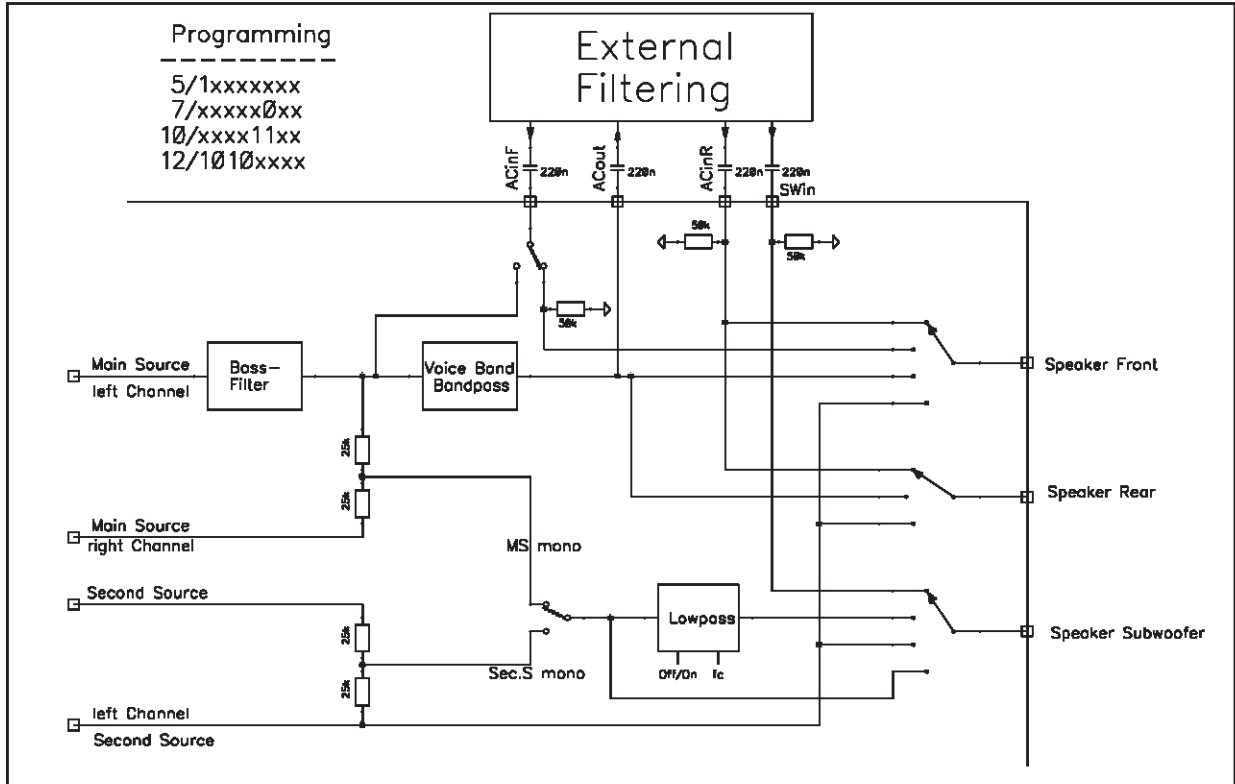 Programming
5/1xxxxxxx
7/xxxxx0xx
10/xxxx11xx
12/1010xxxx
External
Filtering
ACinF
220n
ACout
220n
ACinR
220n
220n
SWin
50k
50k
50k
Main Source
left Channel
Bass-
Filter
Voice Band
Bandpass
Speaker Front
25k
25k
Main Source
right Channel
MS mono
Speaker Rear
Second Source
25k
Lowpass
Speaker Subwoofer
Sec.S mono
Off/On
fc
25k
left Channel
Second Source